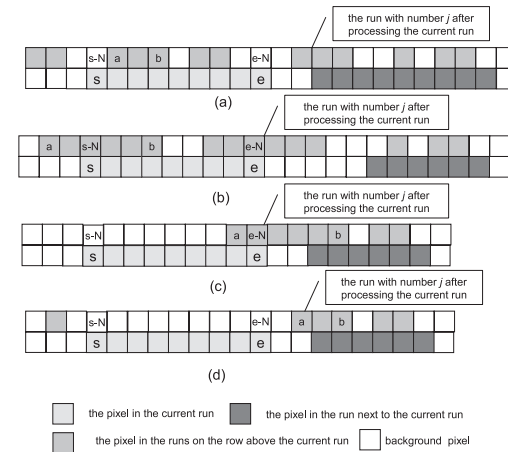 the run with number j after
processing the current run
s-N a b e-N
s e
(a)
the run with number j after
processing the current run
a s-N b e-N
s e
(b)
the run with number j after
processing the current run
s-N a e-N b
s e
(c)
the run with number j after
processing the current run
s-N e-N a b
s e
(d)
the pixel in the current run the pixel in the run next to the current run
the pixel in the runs on the row above the current run background pixel